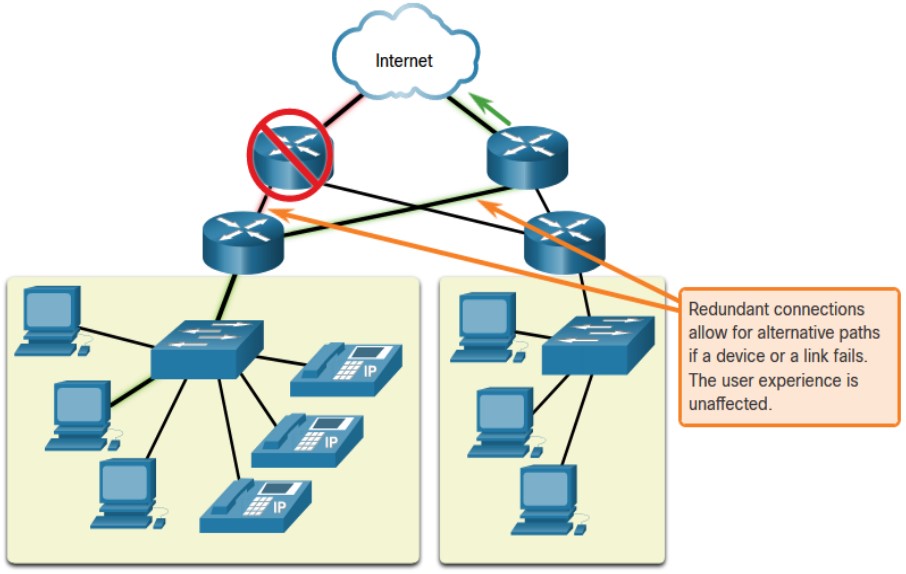 Internet
Redundant connections
allow for alternative paths
if a device or a link fails.
The user experience is
unaffected.
IP
IP
IP